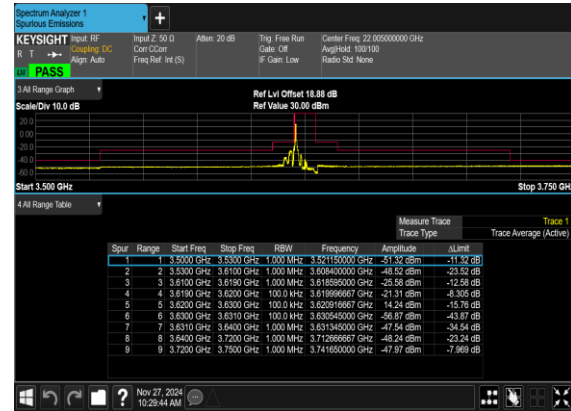 Spectrum Analyzer 1
Spurious Emissions
+
KEYSIGHT Input: RF Input Z: 50 Ω Atten: 20 dB Trig: Free Run Center Freq: 22.005000000 GHz
R T Coupling: DC Corr CCorr Gate: Off Avg|Hold: 100/100
Align: Auto Freq Ref: Int (S) IF Gain: Low Radio Std: None
PASS
3 All Range Graph
Ref Lvl Offset 18.88 dB
Scale/Div 10.0 dB Ref Value 30.00 dBm
20.0
0.00
-20.0
-40.0
-60.0
Start 3.500 GHz Stop 3.750 GH
4 All Range Table
Measure Trace Trace 1
Trace Type Trace Average (Active)
Spur Range Start Freq Stop Freq RBW Frequency Amplitude ΔLimit
1 1 3.5000 GHz 3.5300 GHz 1.000 MHz 3.521150000 GHz -51.32 dBm -11.32 dB
2 2 3.5300 GHz 3.6100 GHz 1.000 MHz 3.608400000 GHz -48.52 dBm -23.52 dB
3 3 3.6100 GHz 3.6190 GHz 1.000 MHz 3.618595000 GHz -25.58 dBm -12.58 dB
4 4 3.6190 GHz 3.6200 GHz 100.0 kHz 3.619996667 GHz -21.31 dBm -8.305 dB
5 5 3.6200 GHz 3.6300 GHz 100.0 kHz 3.620916667 GHz 14.24 dBm -15.76 dB
6 6 3.6300 GHz 3.6310 GHz 100.0 kHz 3.630545000 GHz -56.87 dBm -43.87 dB
7 7 3.6310 GHz 3.6400 GHz 1.000 MHz 3.631345000 GHz -47.54 dBm -34.54 dB
8 8 3.6400 GHz 3.7200 GHz 1.000 MHz 3.712666667 GHz -48.24 dBm -23.24 dB
9 9 3.7200 GHz 3.7500 GHz 1.000 MHz 3.741650000 GHz -47.97 dBm -7.969 dB
? Nov 27, 2024
10:29:44 AM